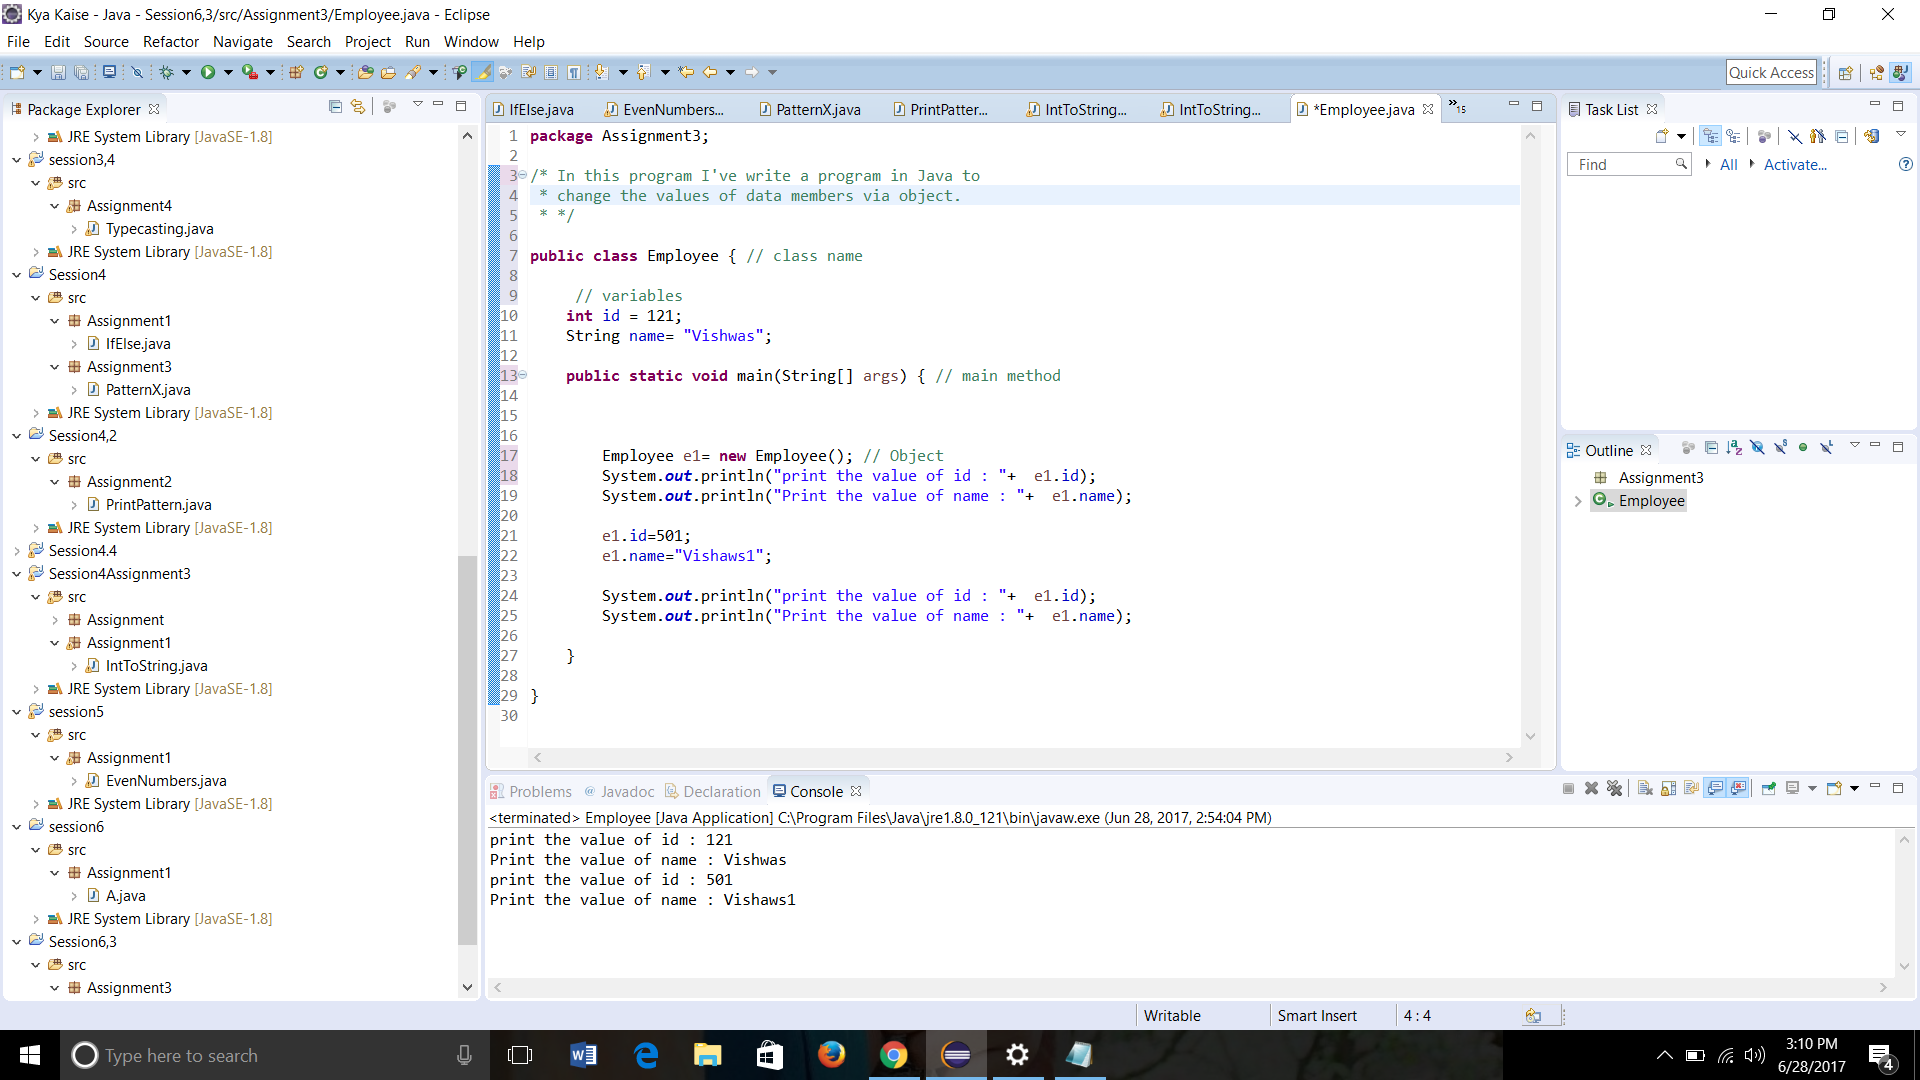 Kya Kaise - Java - Session6,3/src/Assignment3/Employee.java - Eclipse
File Edit Source Refactor Navigate Search Project Run Window Help
Quick Access
Package Explorer
JRE System Library [JavaSE-1.8]
session3,4
src
Assignment4
Typecasting.java
JRE System Library [JavaSE-1.8]
Session4
src
Assignment1
IfElse.java
Assignment3
PatternX.java
JRE System Library [JavaSE-1.8]
Session4,2
src
Assignment2
PrintPattern.java
JRE System Library [JavaSE-1.8]
Session4.4
Session4Assignment3
src
Assignment
Assignment1
IntToString.java
JRE System Library [JavaSE-1.8]
session5
src
Assignment1
EvenNumbers.java
JRE System Library [JavaSE-1.8]
session6
src
Assignment1
A.java
JRE System Library [JavaSE-1.8]
Session6,3
src
Assignment3
IfElse.java EvenNumbers... PatternX.java PrintPatter... IntToString... IntToString... *Employee.java »15
1 package Assignment3;
2
3 /* In this program I've write a program in Java to
4 * change the values of data members via object.
5 * */
6
7 public class Employee { // class name
8
9 // variables
10 int id = 121;
11 String name= "Vishwas";
12
13 public static void main(String[] args) { // main method
14
15
16
17 Employee e1= new Employee(); // Object
18 System.out.println("print the value of id : "+ e1.id);
19 System.out.println("Print the value of name : "+ e1.name);
20
21 e1.id=501;
22 e1.name="Vishaws1";
23
24 System.out.println("print the value of id : "+ e1.id);
25 System.out.println("Print the value of name : "+ e1.name);
26
27 }
28
29 }
30
Task List
Find All Activate...
Outline
Assignment3
Employee
Problems Javadoc Declaration Console
<terminated> Employee [Java Application] C:\Program Files\Java\jre1.8.0_121\bin\javaw.exe (Jun 28, 2017, 2:54:04 PM)
print the value of id : 121
Print the value of name : Vishwas
print the value of id : 501
Print the value of name : Vishaws1
Writable Smart Insert 4 : 4
Type here to search
3:10 PM
6/28/2017
4